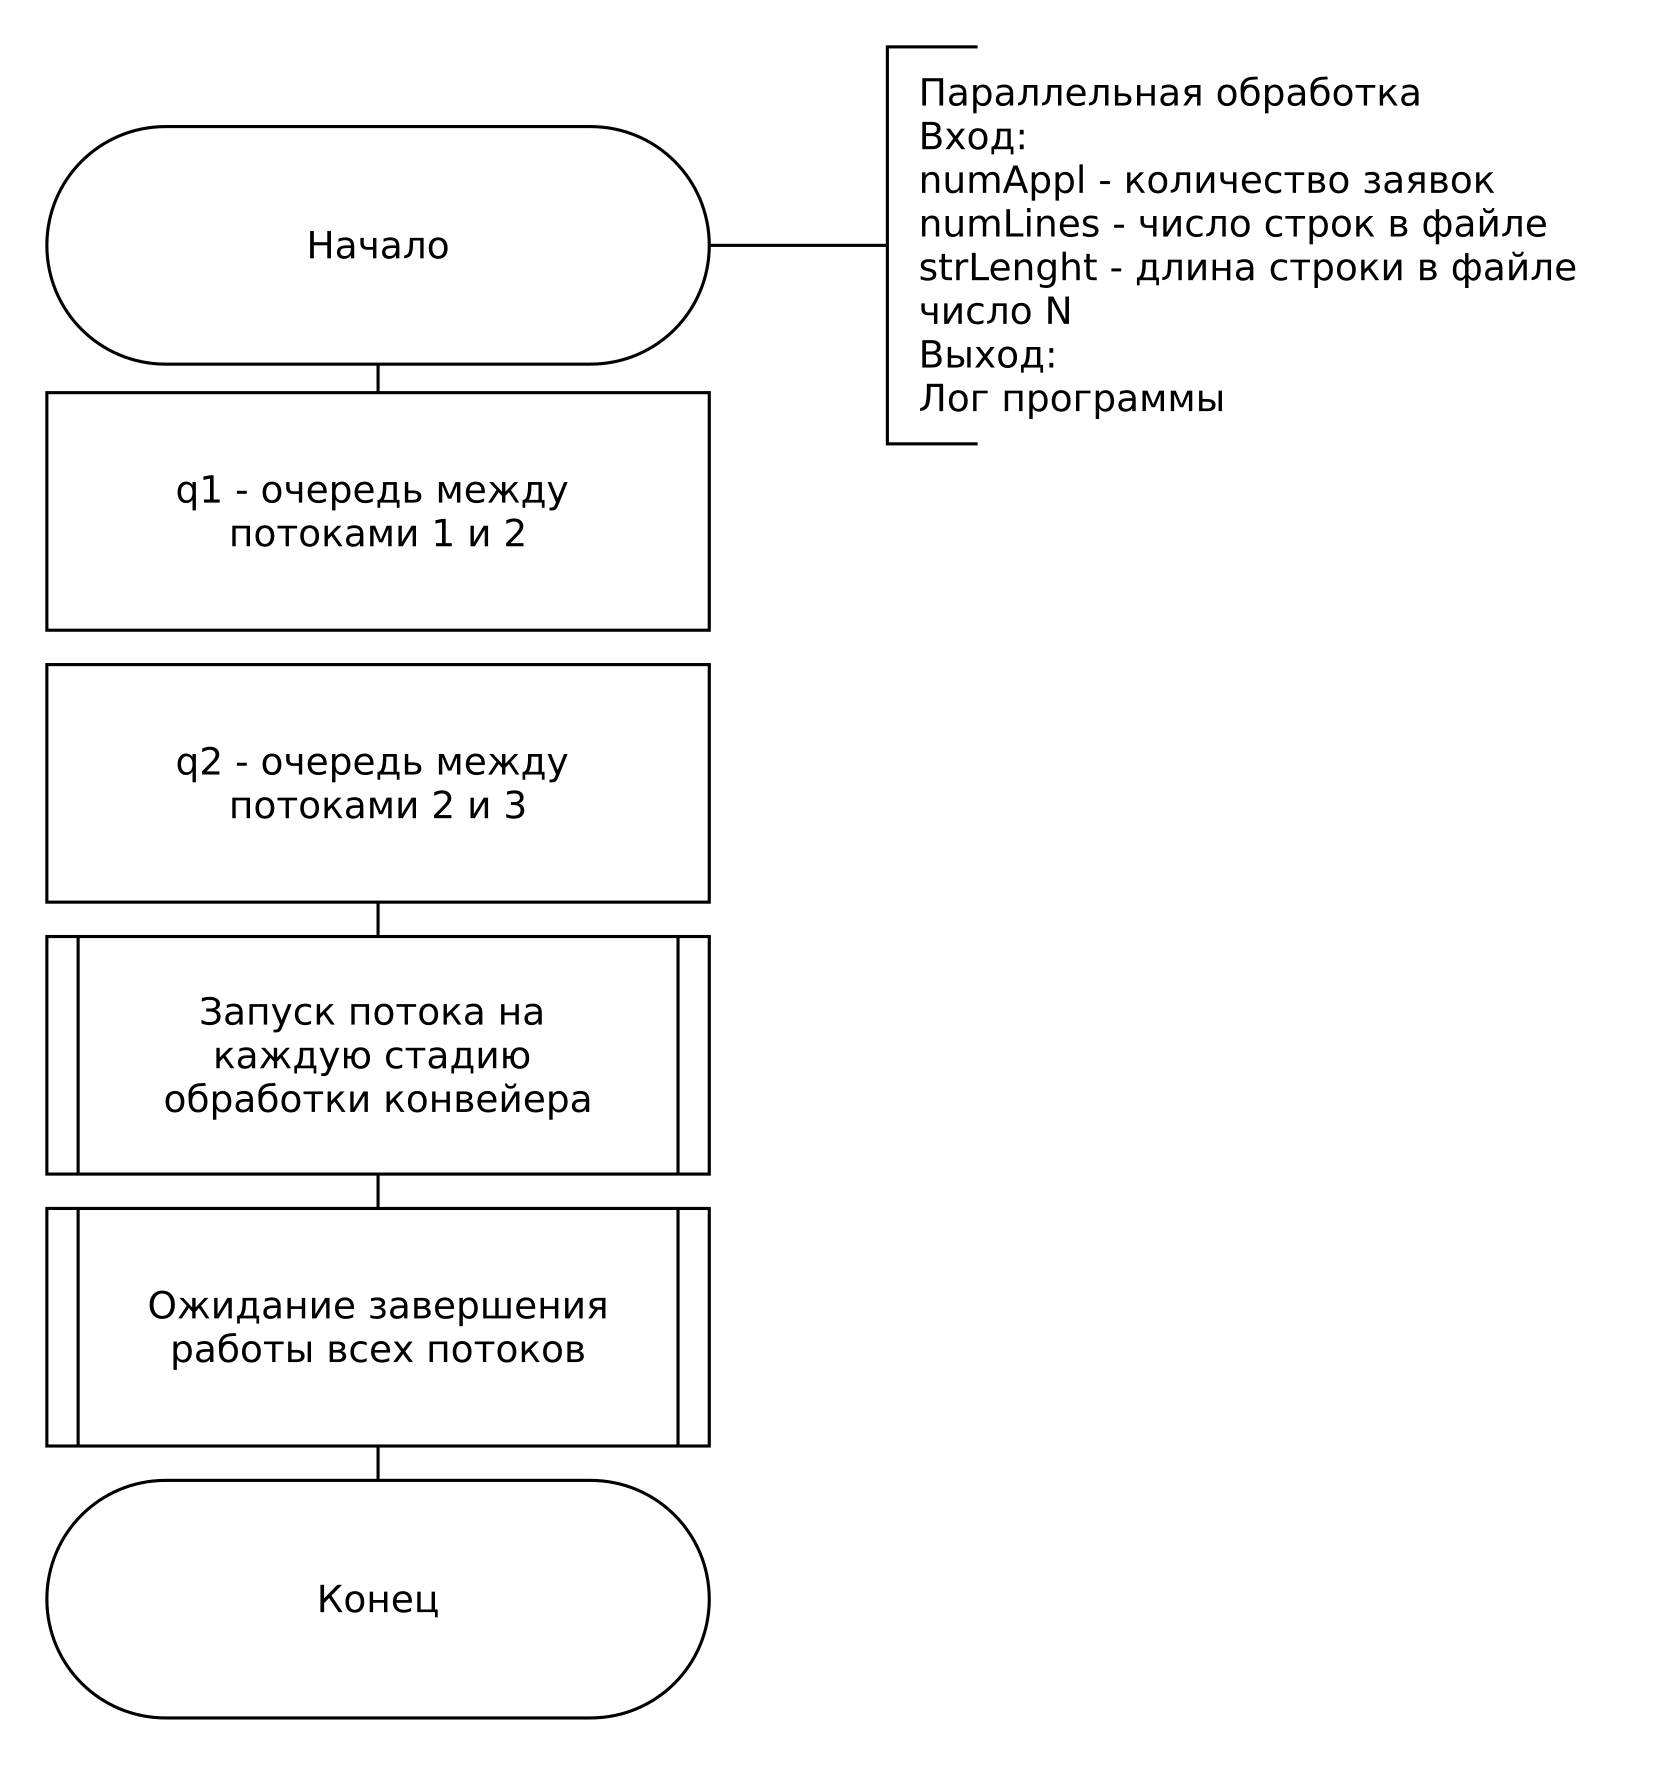 Начало
Параллельная обработка
Вход:
numAppl - количество заявок
numLines - число строк в файле
strLenght - длина строки в файле
число N
Выход:
Лог программы
q1 - очередь между
потоками 1 и 2
q2 - очередь между
потоками 2 и 3
Запуск потока на
каждую стадию
обработки конвейера
Ожидание завершения
работы всех потоков
Конец